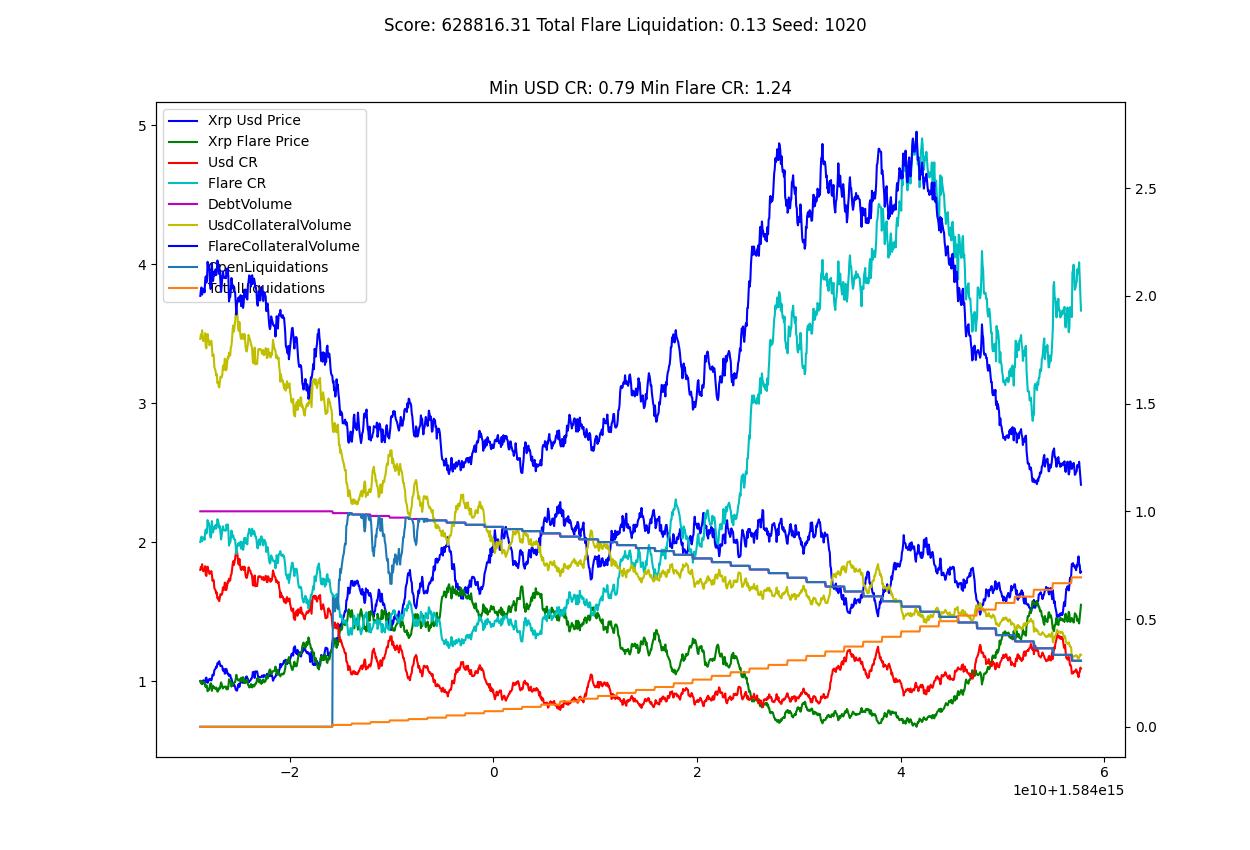 Score: 628816.31 Total Flare Liquidation: 0.13 Seed: 1020
Min USD CR: 0.79 Min Flare CR: 1.24
Xrp Usd Price
Xrp Flare Price
Usd CR
Flare CR
DebtVolume
UsdCollateralVolume
FlareCollateralVolume
OpenLiquidations
TotalLiquidations
5
4
3
2
1
2.5
2.0
1.5
1.0
0.5
0.0
−2 0 2 4 6
1e10+1.584e15